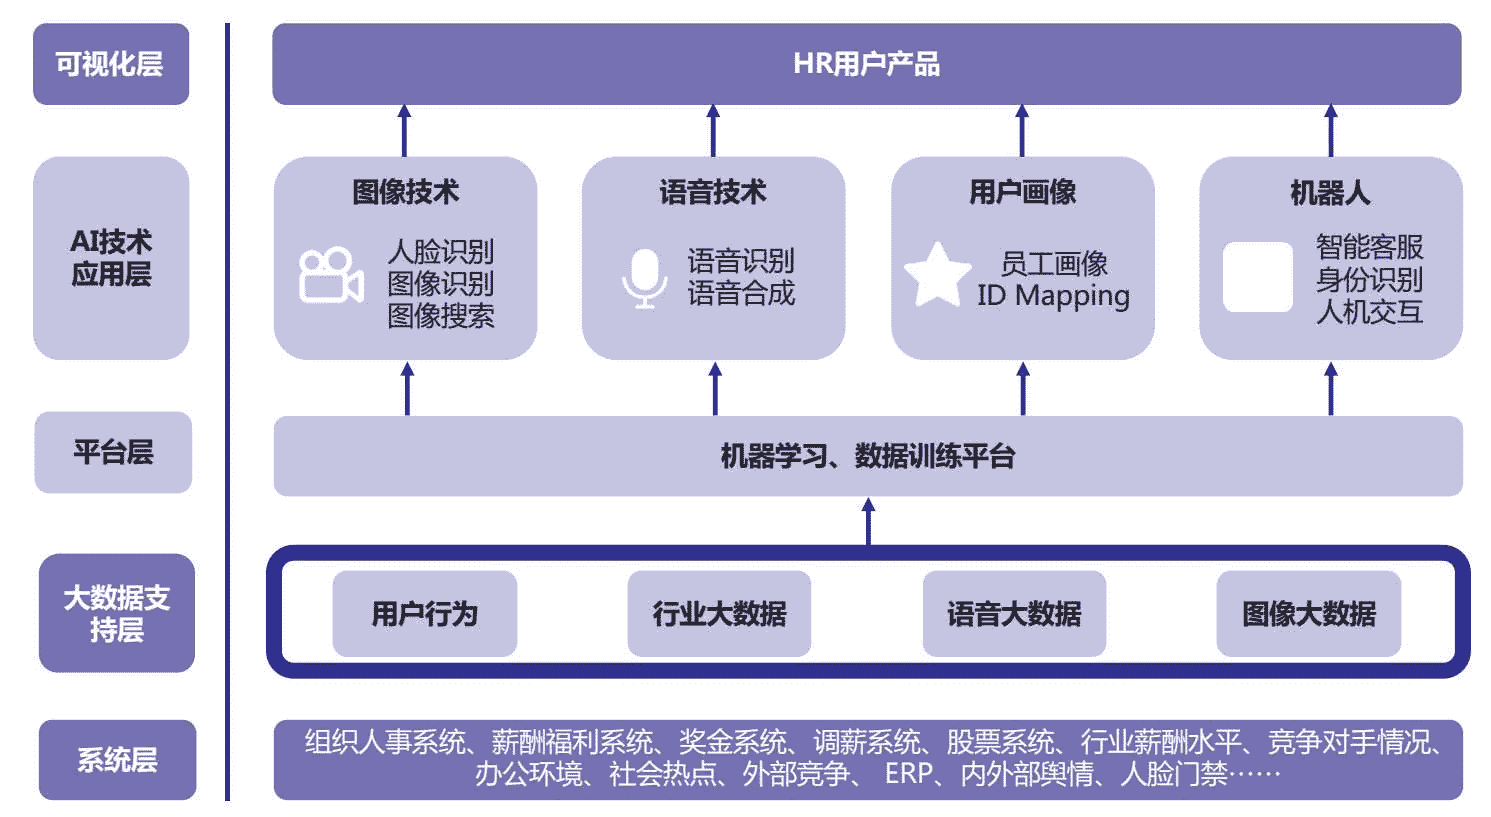 可视化层
HR用户产品
AI技术
应用层
图像技术
人脸识别
图像识别
图像搜索
语音技术
语音识别
语音合成
用户画像
员工画像
ID Mapping
机器人
智能客服
身份识别
人机交互
平台层
机器学习、数据训练平台
大数据支
持层
用户行为
行业大数据
语音大数据
图像大数据
系统层
组织人事系统、薪酬福利系统、奖金系统、调薪系统、股票系统、行业薪酬水平、竞争对手情况、
办公环境、社会热点、外部竞争、 ERP、内外部舆情、人脸门禁……